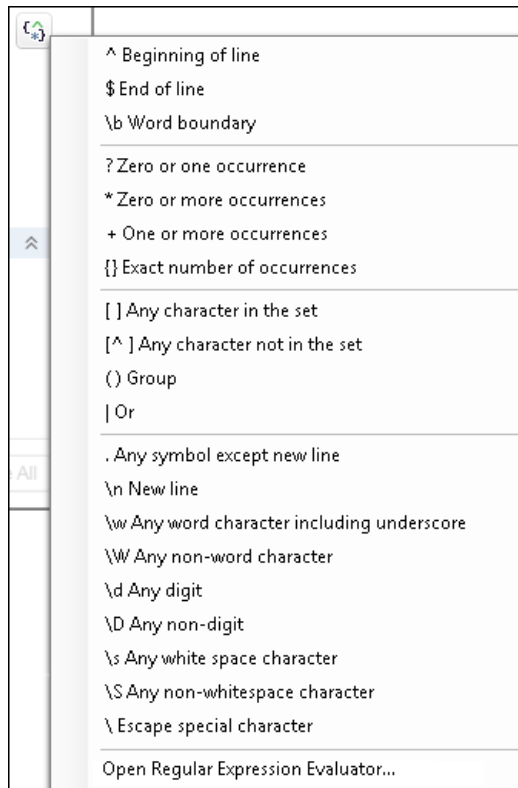 {^*}
^ Beginning of line
$ End of line
\b Word boundary
? Zero or one occurrence
* Zero or more occurrences
+ One or more occurrences
{} Exact number of occurrences
[ ] Any character in the set
[^ ] Any character not in the set
( ) Group
| Or
. Any symbol except new line
All
\n New line
\w Any word character including underscore
\W Any non-word character
\d Any digit
\D Any non-digit
\s Any white space character
\S Any non-whitespace character
\ Escape special character
Open Regular Expression Evaluator...